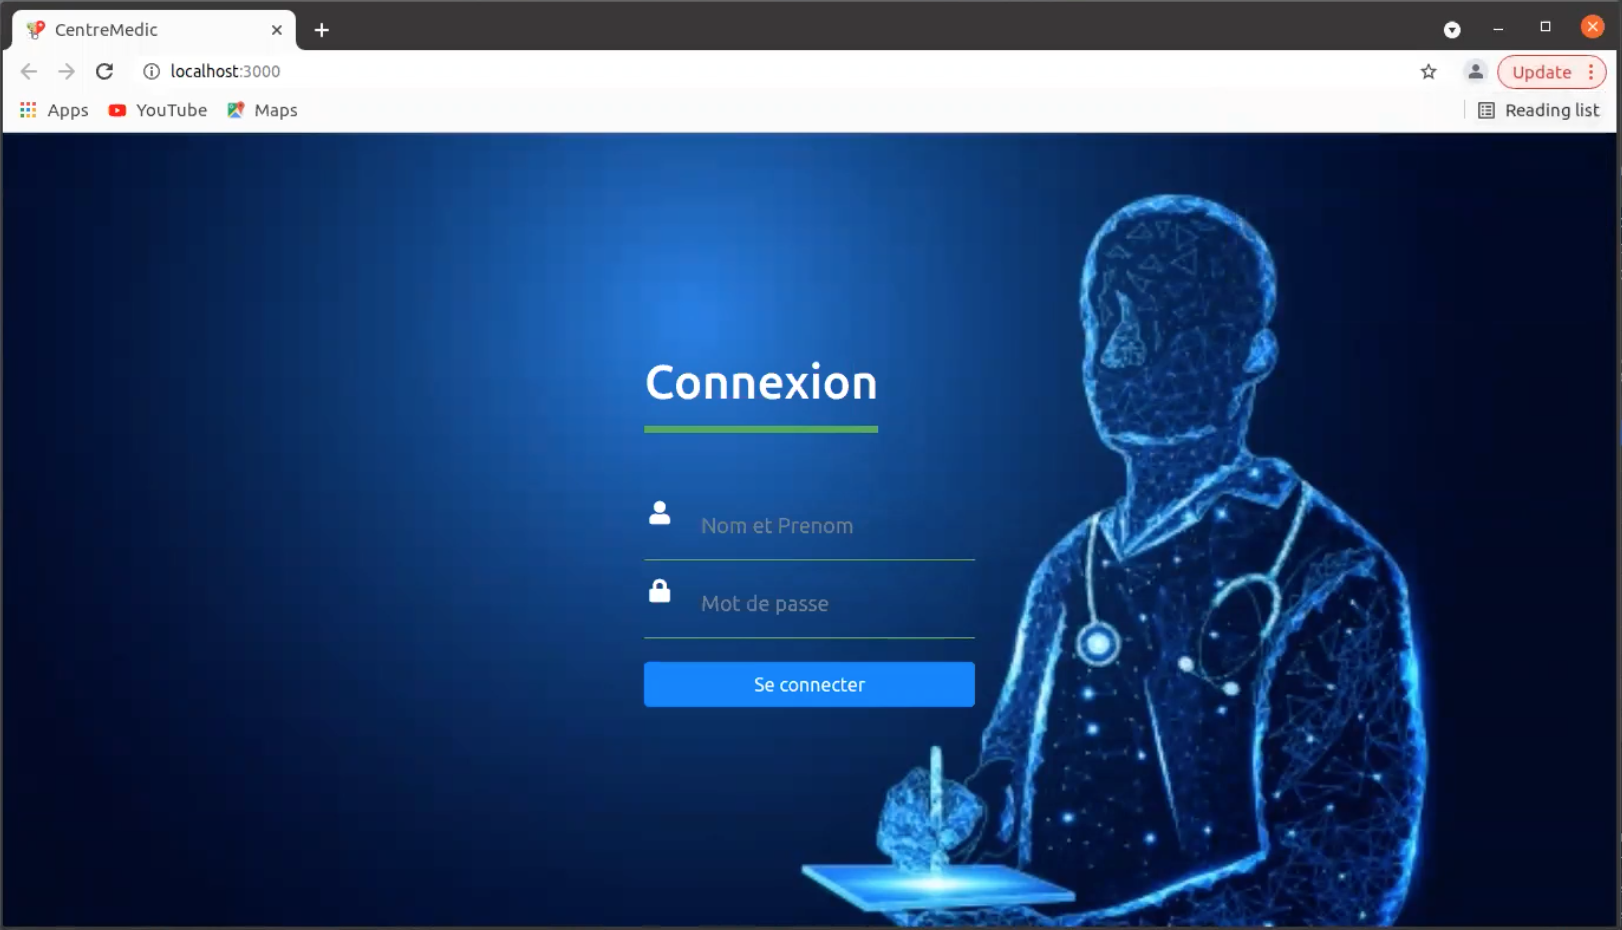 CentreMedic
localhost:3000
Update
Apps YouTube Maps Reading list
Connexion
Nom et Prenom
Mot de passe
Se connecter